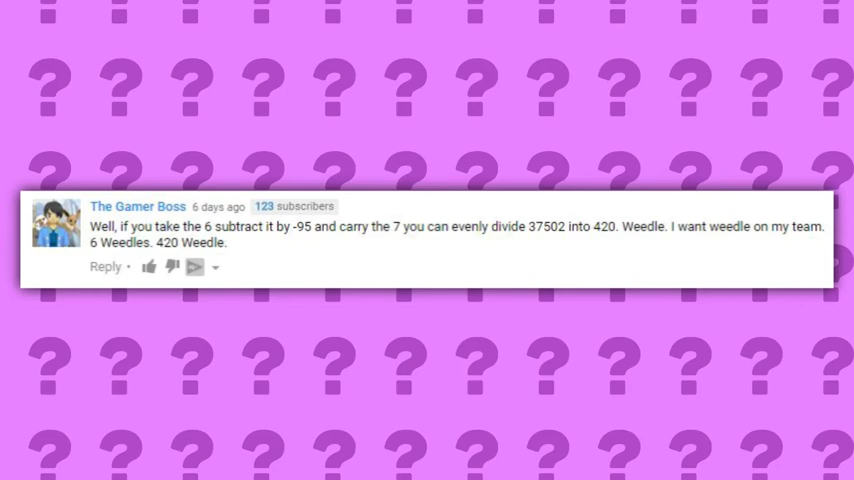 The Gamer Boss 6 days ago 123 subscribers
Well, if you take the 6 subtract it by -95 and carry the 7 you can evenly divide 37502 into 420. Weedle. I want weedle on my team.
6 Weedles. 420 Weedle.
Reply •